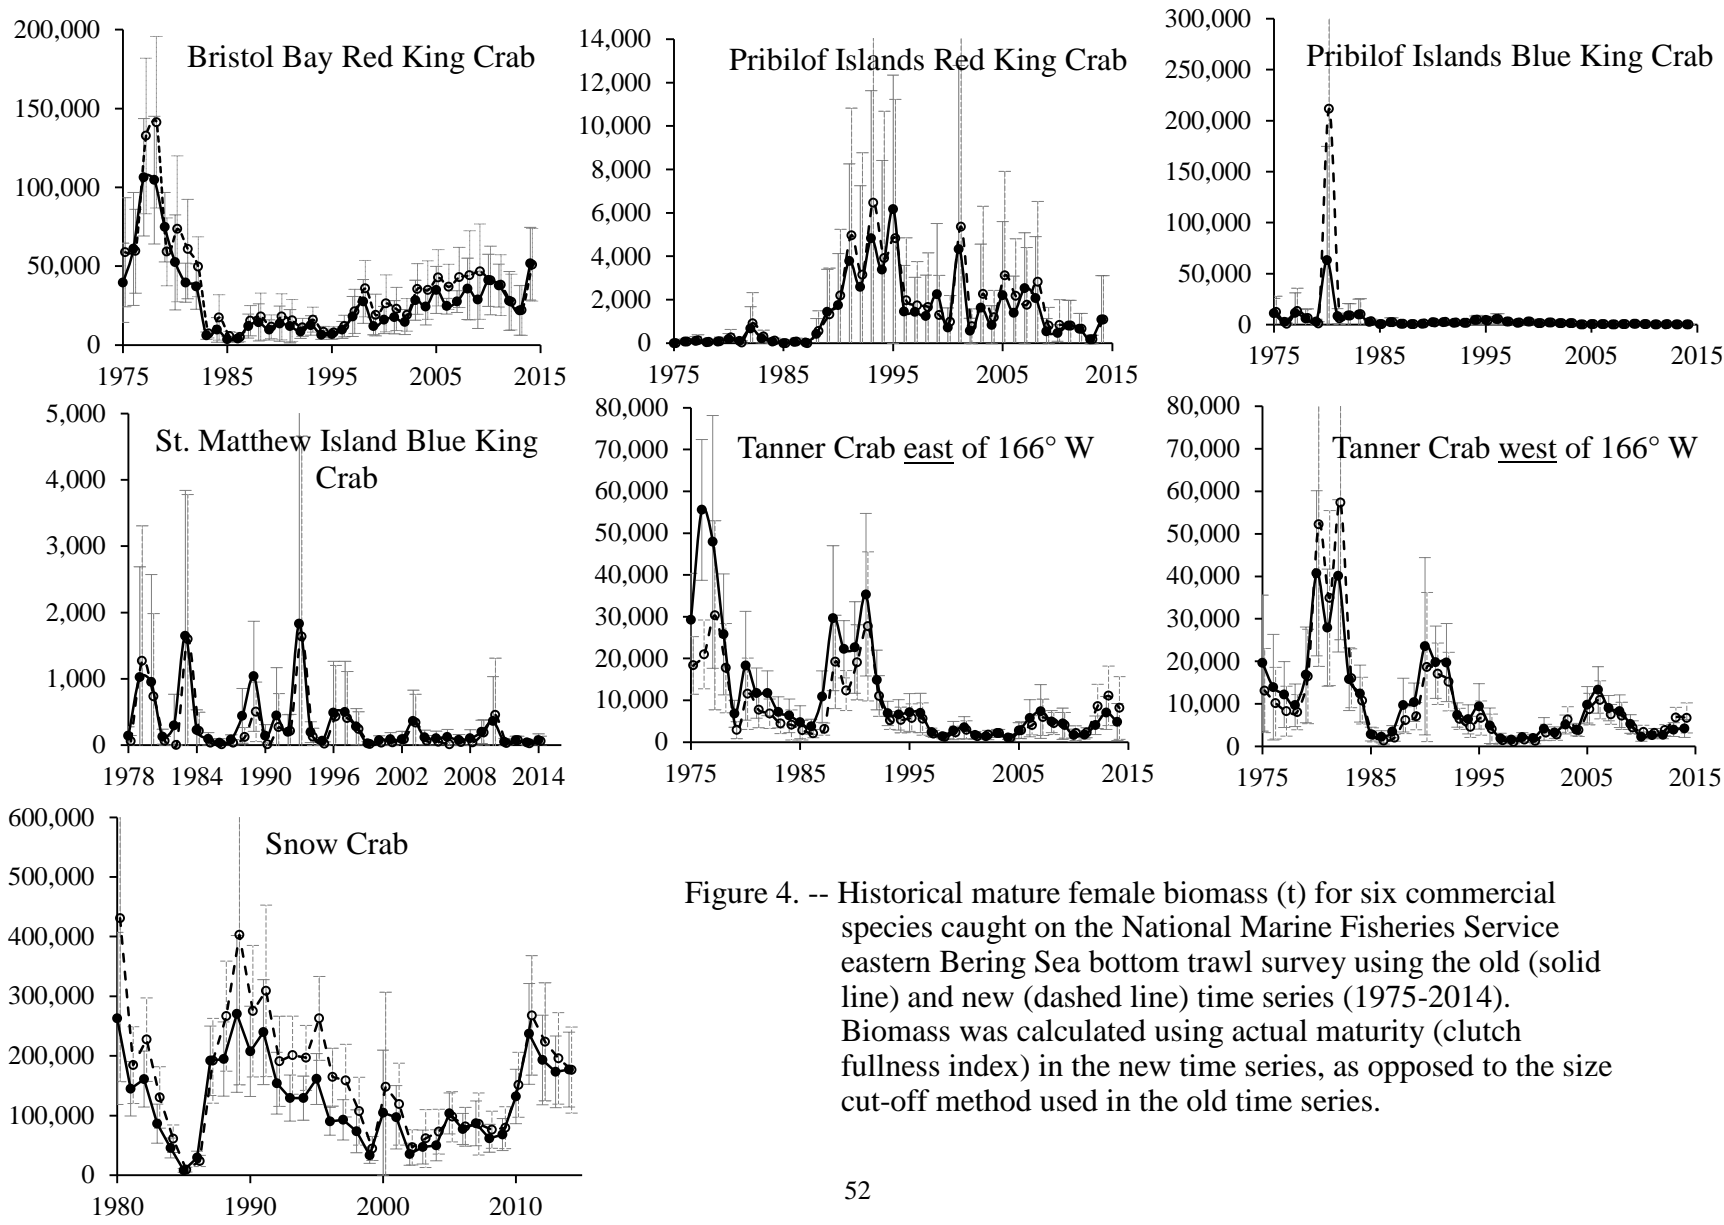 Bristol Bay Red King Crab
200,000
150,000
100,000
50,000
0
1975 1985 1995 2005 2015
Pribilof Islands Red King Crab
14,000
12,000
10,000
8,000
6,000
4,000
2,000
0
1975 1985 1995 2005 2015
Pribilof Islands Blue King Crab
300,000
250,000
200,000
150,000
100,000
50,000
0
1975 1985 1995 2005 2015
St. Matthew Island Blue King
Crab
5,000
4,000
3,000
2,000
1,000
0
1978 1984 1990 1996 2002 2008 2014
Tanner Crab east of 166° W
80,000
70,000
60,000
50,000
40,000
30,000
20,000
10,000
0
1975 1985 1995 2005 2015
Tanner Crab west of 166° W
80,000
70,000
60,000
50,000
40,000
30,000
20,000
10,000
0
1975 1985 1995 2005 2015
Snow Crab
600,000
500,000
400,000
300,000
200,000
100,000
0
1980 1990 2000 2010
Figure 4. -- Historical mature female biomass (t) for six commercial
species caught on the National Marine Fisheries Service
eastern Bering Sea bottom trawl survey using the old (solid
line) and new (dashed line) time series (1975-2014).
Biomass was calculated using actual maturity (clutch
fullness index) in the new time series, as opposed to the size
cut-off method used in the old time series.
52